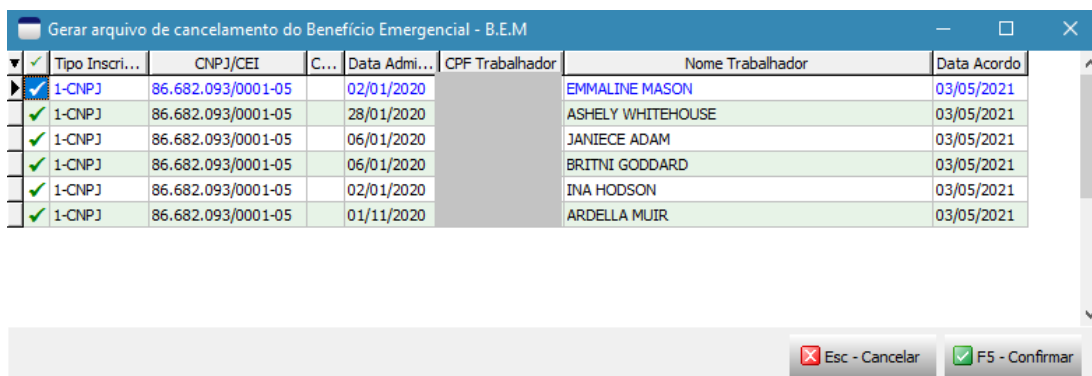 Gerar arquivo de cancelamento do Benefício Emergencial - B.E.M
Tipo Inscri... CNPJ/CEI C... Data Admi... CPF Trabalhador Nome Trabalhador Data Acordo
1-CNPJ 86.682.093/0001-05 02/01/2020 EMMALINE MASON 03/05/2021
1-CNPJ 86.682.093/0001-05 28/01/2020 ASHELY WHITEHOUSE 03/05/2021
1-CNPJ 86.682.093/0001-05 06/01/2020 JANIECE ADAM 03/05/2021
1-CNPJ 86.682.093/0001-05 06/01/2020 BRITNI GODDARD 03/05/2021
1-CNPJ 86.682.093/0001-05 02/01/2020 INA HODSON 03/05/2021
1-CNPJ 86.682.093/0001-05 01/11/2020 ARDELLA MUIR 03/05/2021
Esc - Cancelar F5 - Confirmar